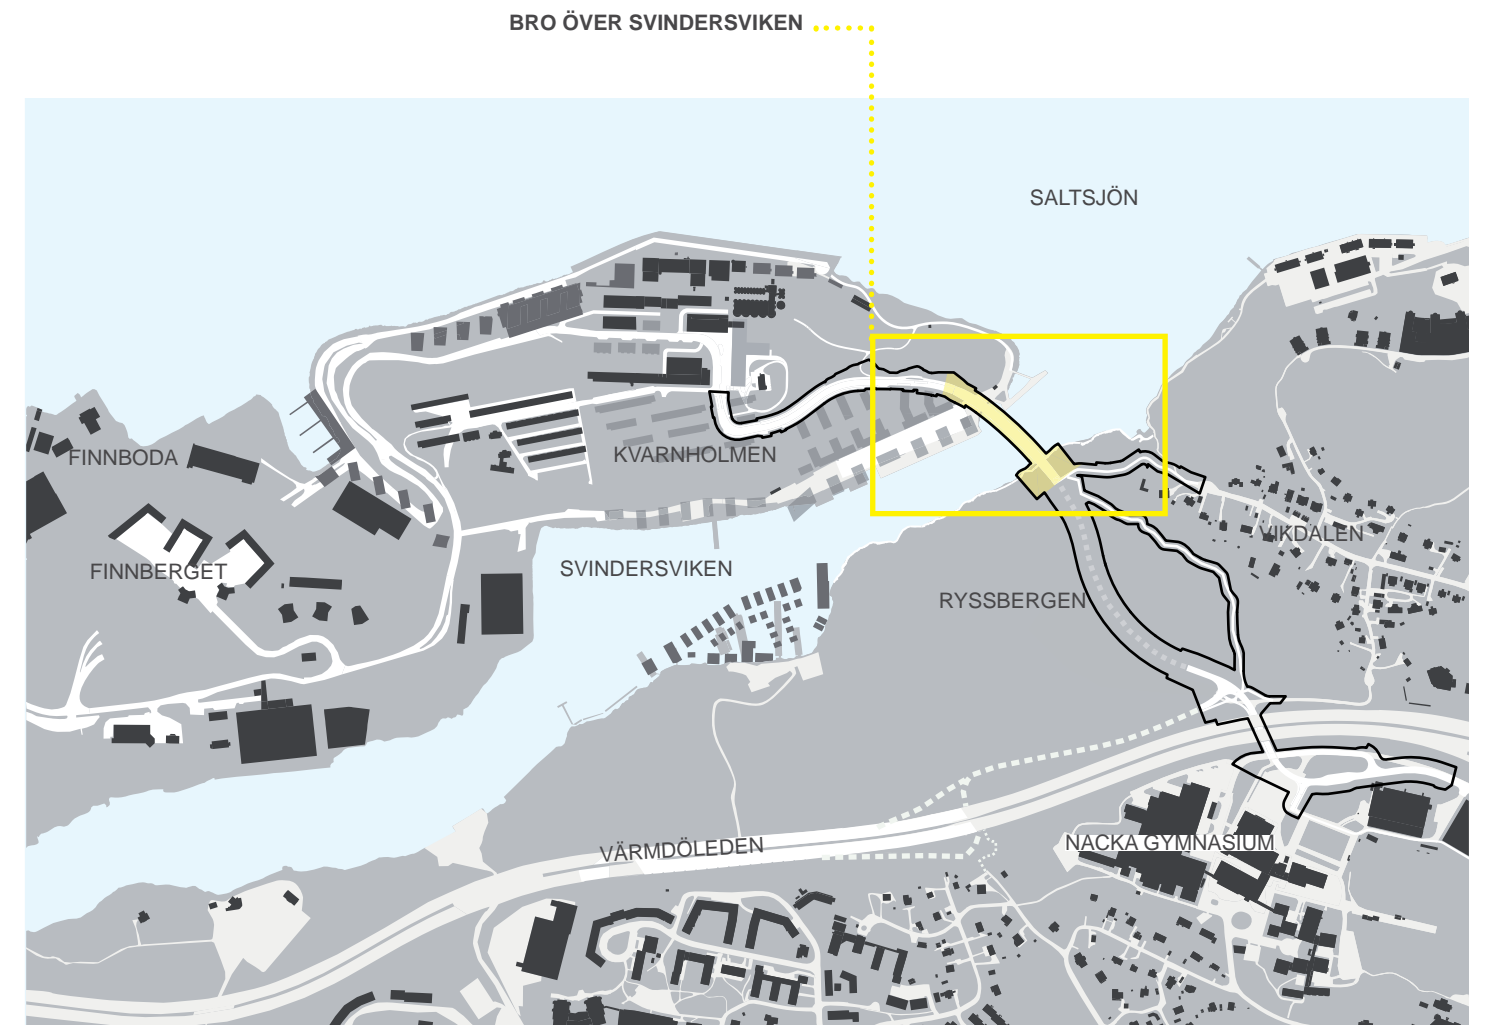 BRO ÖVER SVINDERSVIKEN
SALTSJÖN
KVARNHOLMEN
FINNBODA
VIKDALEN
FINNBERGET
SVINDERSVIKEN
RYSSBERGEN
VÄRMDÖLEDEN
NACKA GYMNASIUM